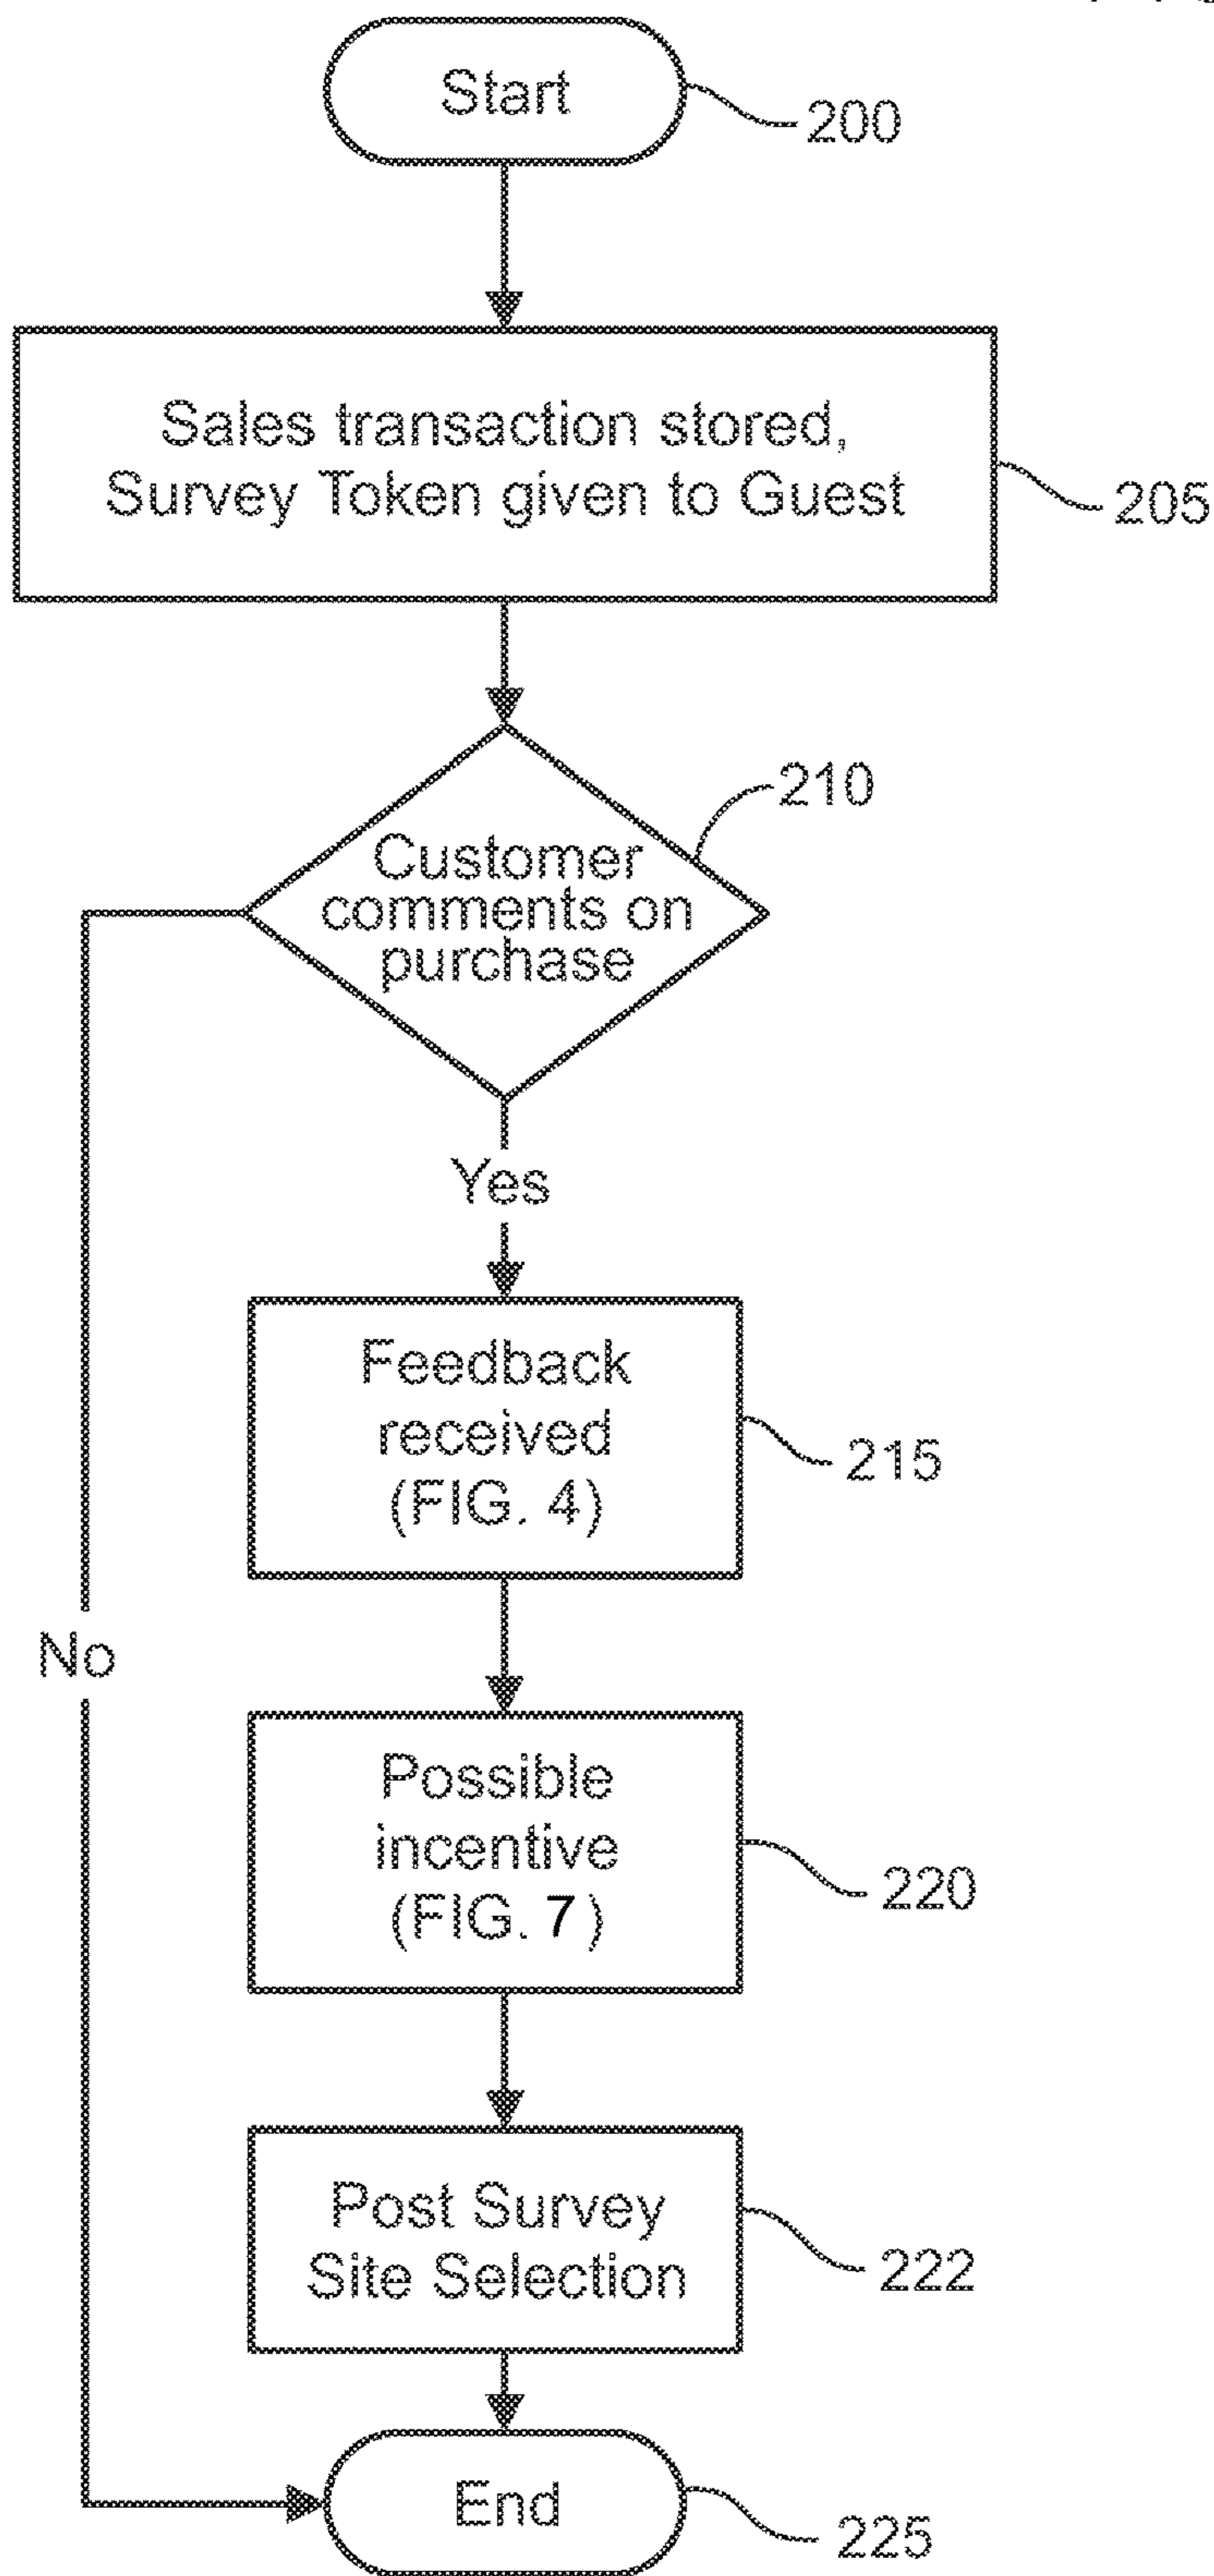 Start
200
Sales transaction stored,
Survey Token given to Guest
205
210
Customer
comments on
purchase
Yes
Feedback
received
(FIG. 4)
215
No
Possible
incentive
(FIG. 7)
220
Post Survey
Site Selection
222
End
225